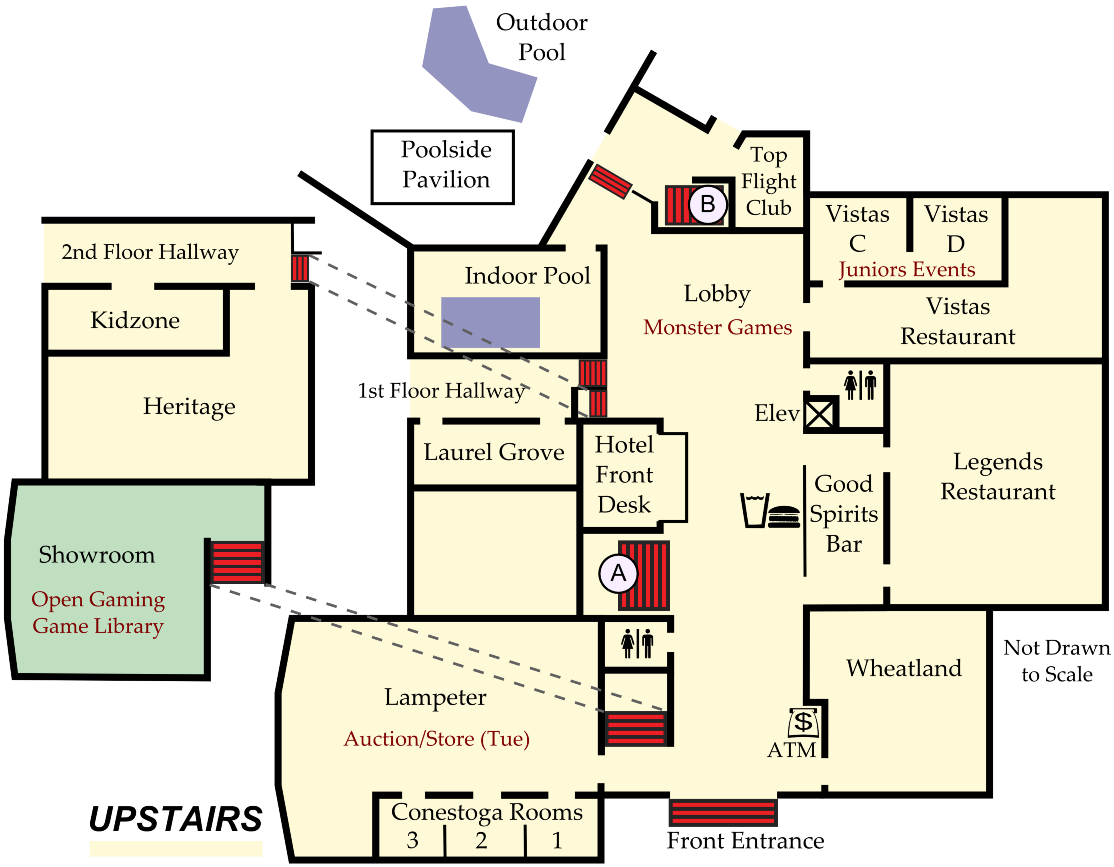 Outdoor
Pool
Poolside
Pavilion
Top
Flight
Club
B
2nd Floor Hallway
Kidzone
Heritage
Indoor Pool
Lobby
Monster Games
Vistas
C
Vistas
D
Juniors Events
Vistas
Restaurant
1st Floor Hallway
Laurel Grove
Hotel
Front
Desk
Elev
Good
Spirits
Bar
Legends
Restaurant
A
Showroom
Open Gaming
Game Library
Lampeter
Auction/Store (Tue)
Wheatland
Not Drawn
to Scale
$
ATM
Conestoga Rooms
3 2 1
Front Entrance
UPSTAIRS